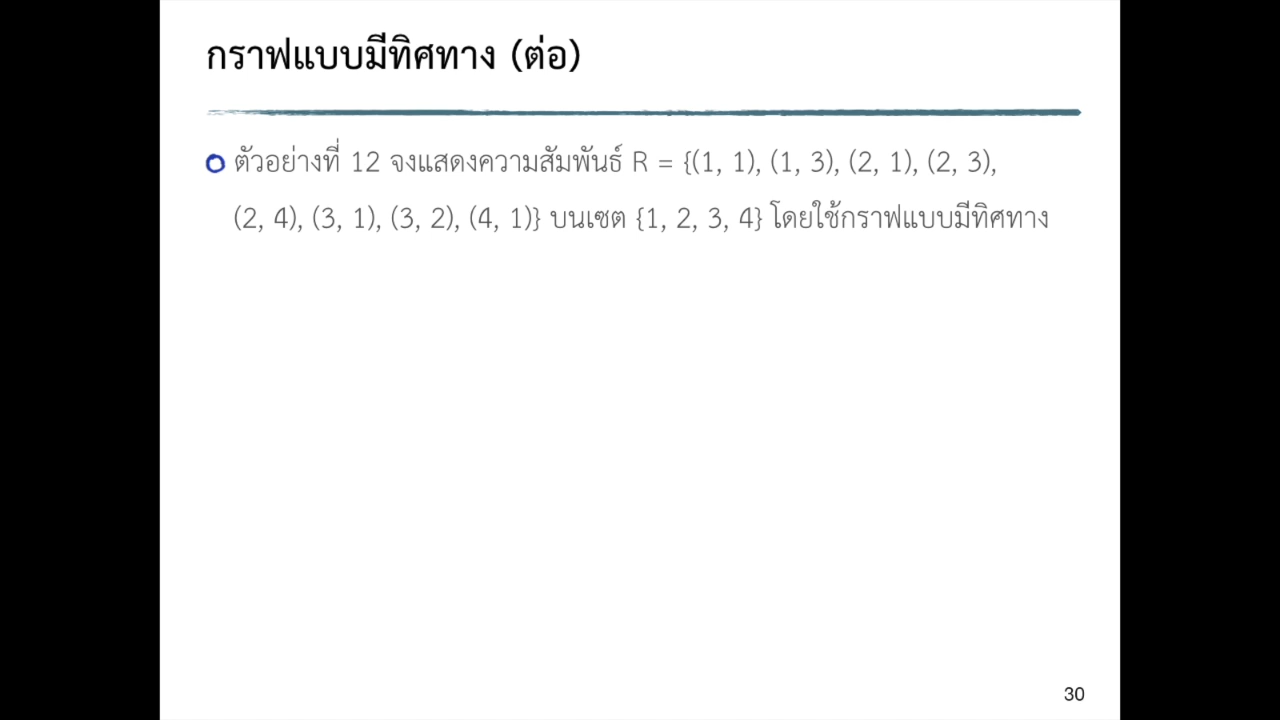 กราฟแบบมีทิศทาง (ต่อ)
ตัวอย่างที่ 12 จงแสดงความสัมพันธ์ R = {(1, 1), (1, 3), (2, 1), (2, 3),
(2, 4), (3, 1), (3, 2), (4, 1)} บนเซต {1, 2, 3, 4} โดยใช้กราฟแบบมีทิศทาง
30